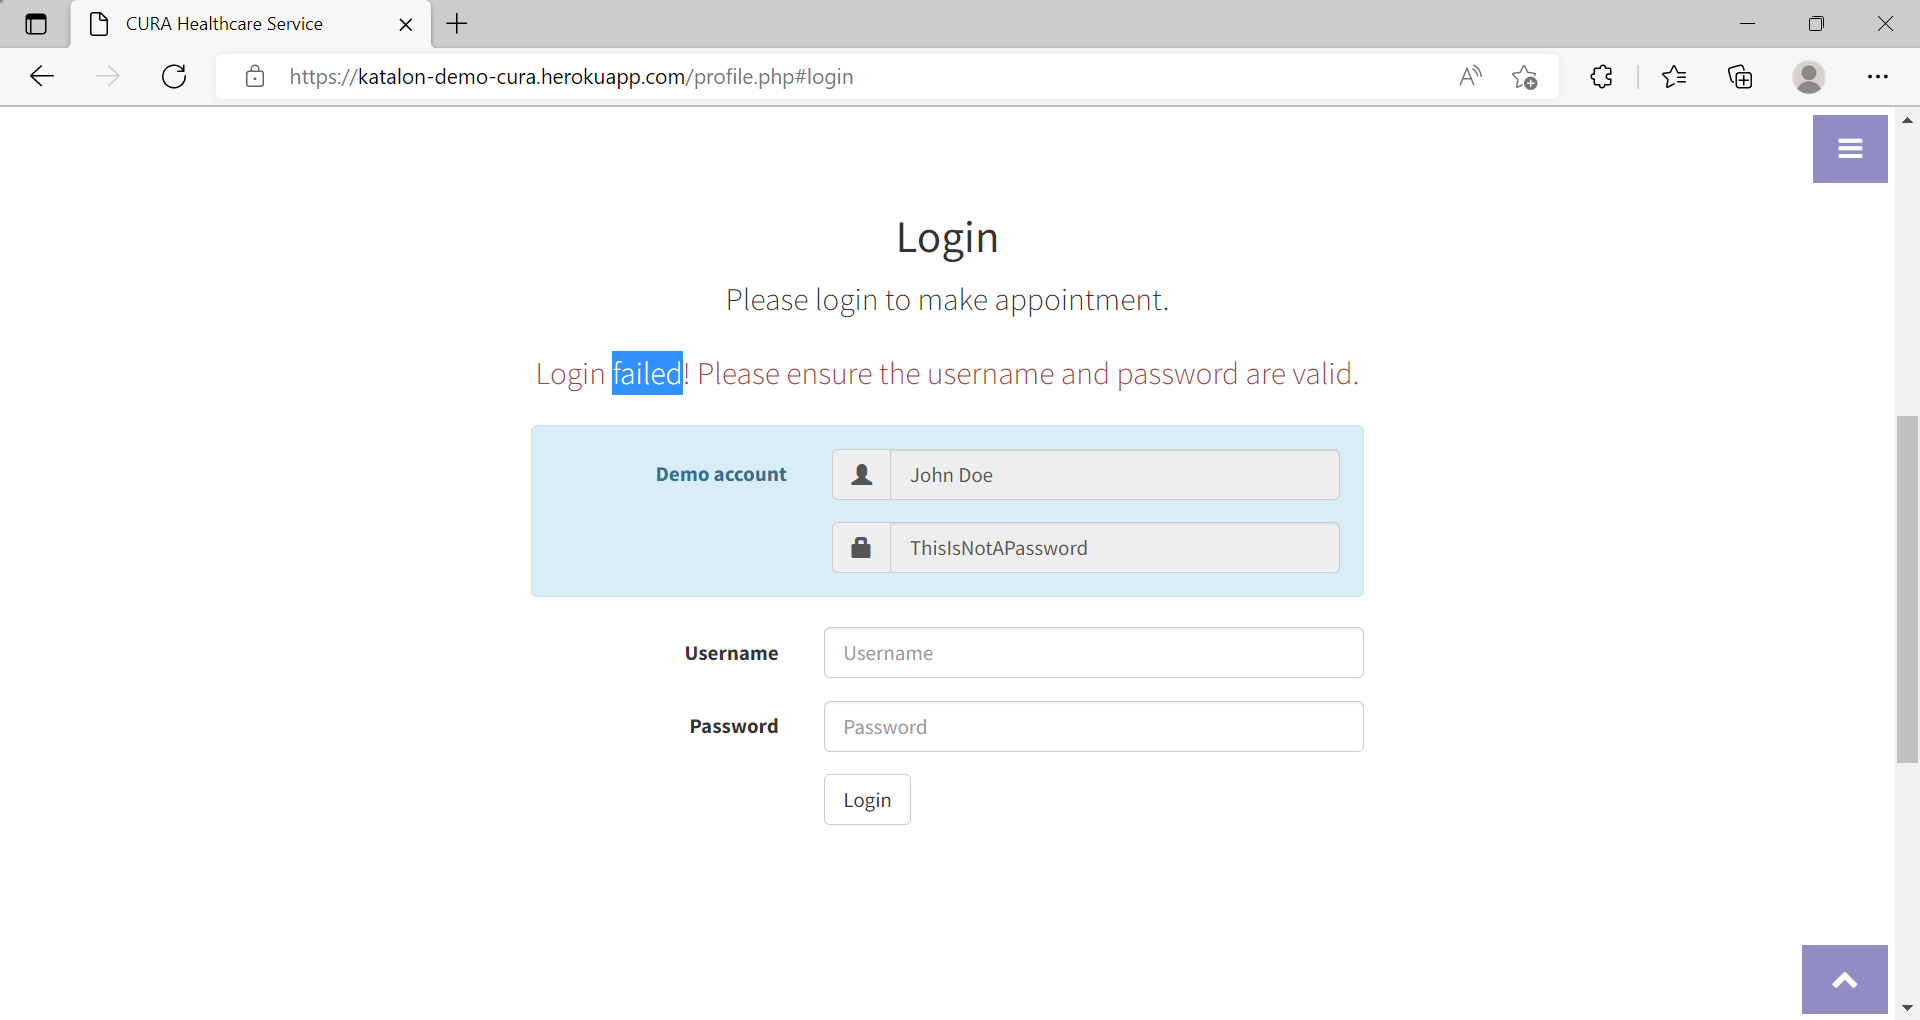 CURA Healthcare Service
https://katalon-demo-cura.herokuapp.com/profile.php#login
Login
Please login to make appointment.
Login failed! Please ensure the username and password are valid.
Demo account
John Doe
ThisIsNotAPassword
Username
Username
Password
Password
Login